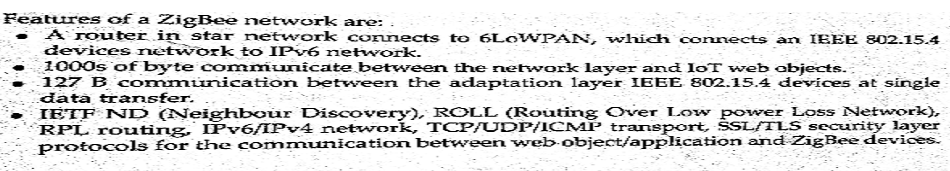 Features of a ZigBee network are:
• A router in star network connects to 6LoWPAN, which connects an IEEE 802.15.4
devices network to IPv6 network.
• 1000s of byte communicate between the network layer and IoT web objects.
• 127 B communication between the adaptation layer IEEE 802.15.4 devices at single
data transfer.
• IETF ND (Neighbour Discovery), ROLL (Routing Over Low power Loss Network),
RPL routing, IPv6/IPv4 network, TCP/UDP/ICMP transport, SSL/TLS security layer
protocols for the communication between web object/application and ZigBee devices.